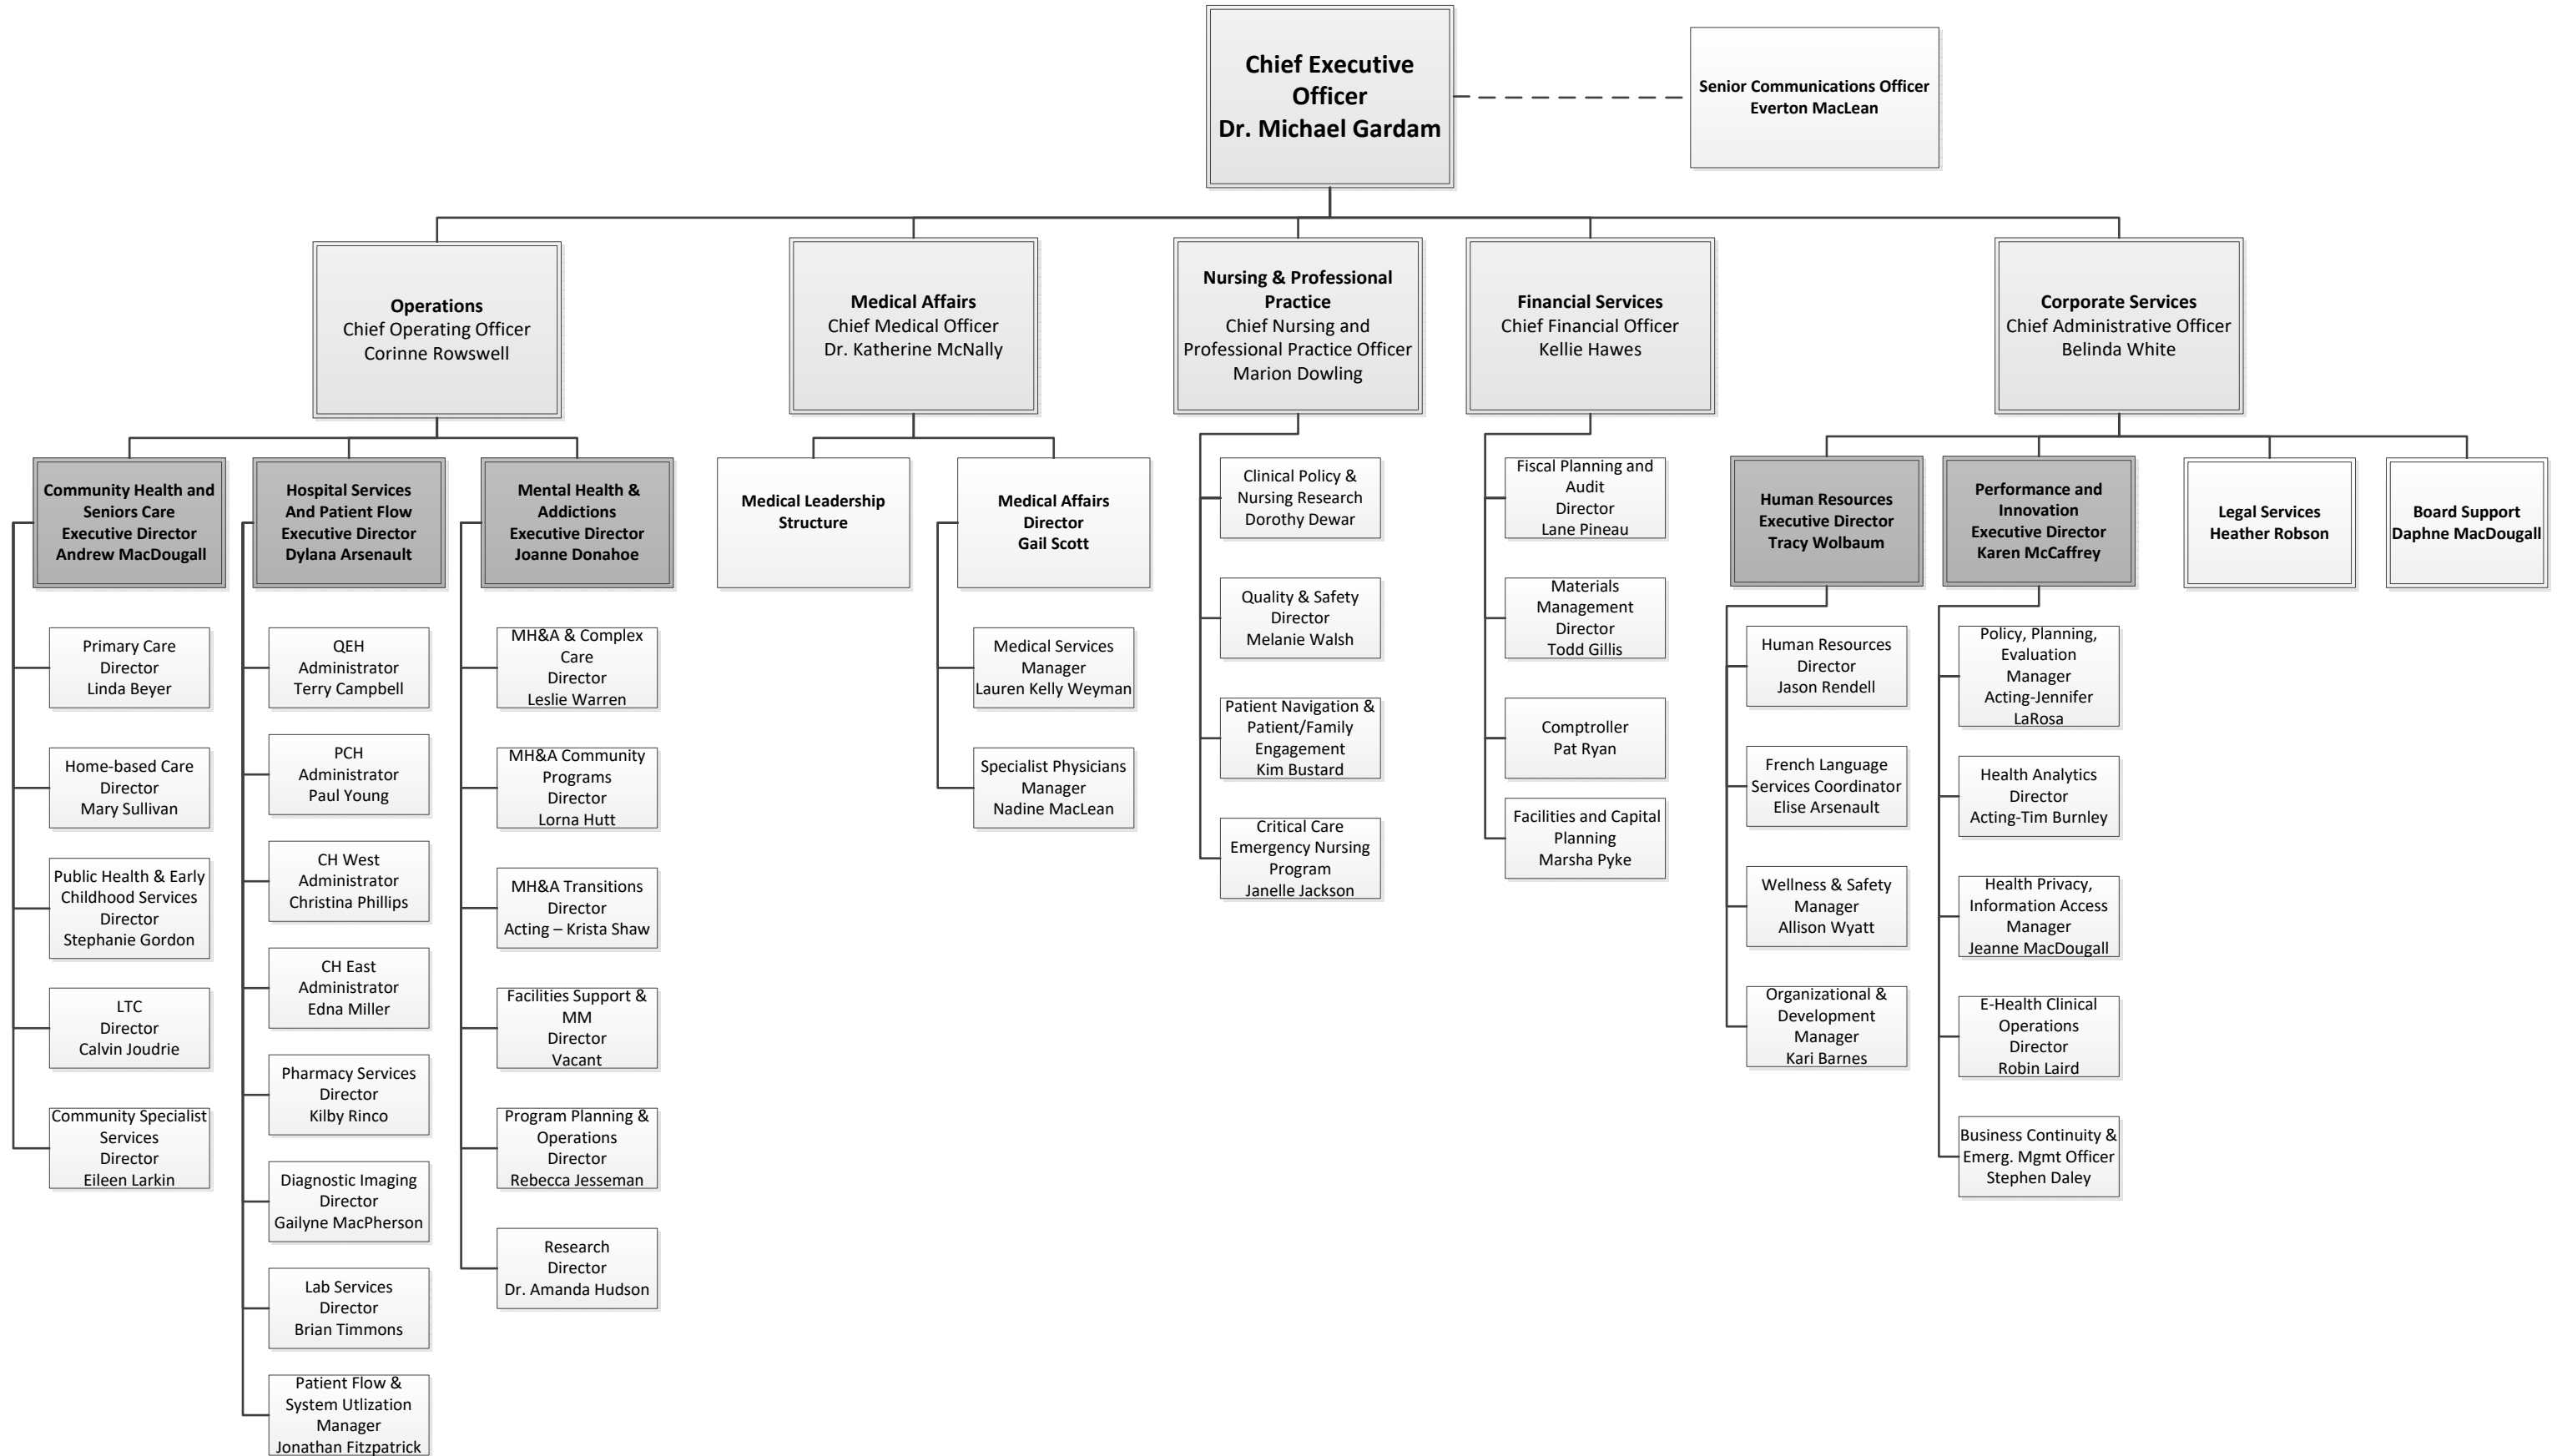 Chief Executive
Officer
Dr. Michael Gardam
Senior Communications Officer
Everton MacLean
Operations
Chief Operating Officer
Corinne Rowswell
Medical Affairs
Chief Medical Officer
Dr. Katherine McNally
Nursing & Professional
Practice
Chief Nursing and
Professional Practice Officer
Marion Dowling
Financial Services
Chief Financial Officer
Kellie Hawes
Corporate Services
Chief Administrative Officer
Belinda White
Community Health and
Seniors Care
Executive Director
Andrew MacDougall
Primary Care
Director
Linda Beyer
Home-based Care
Director
Mary Sullivan
Public Health & Early
Childhood Services
Director
Stephanie Gordon
LTC
Director
Calvin Joudrie
Community Specialist
Services
Director
Eileen Larkin
Hospital Services
And Patient Flow
Executive Director
Dylana Arsenault
QEH
Administrator
Terry Campbell
PCH
Administrator
Paul Young
CH West
Administrator
Christina Phillips
CH East
Administrator
Edna Miller
Pharmacy Services
Director
Kilby Rinco
Diagnostic Imaging
Director
Gailyne MacPherson
Lab Services
Director
Brian Timmons
Patient Flow &
System Utlization
Manager
Jonathan Fitzpatrick
Mental Health &
Addictions
Executive Director
Joanne Donahoe
MH&A & Complex
Care
Director
Leslie Warren
MH&A Community
Programs
Director
Lorna Hutt
MH&A Transitions
Director
Acting – Krista Shaw
Facilities Support &
MM
Director
Vacant
Program Planning &
Operations
Director
Rebecca Jesseman
Research
Director
Dr. Amanda Hudson
Medical Leadership
Structure
Medical Affairs
Director
Gail Scott
Medical Services
Manager
Lauren Kelly Weyman
Specialist Physicians
Manager
Nadine MacLean
Clinical Policy &
Nursing Research
Dorothy Dewar
Quality & Safety
Director
Melanie Walsh
Patient Navigation &
Patient/Family
Engagement
Kim Bustard
Critical Care
Emergency Nursing
Program
Janelle Jackson
Fiscal Planning and
Audit
Director
Lane Pineau
Materials
Management
Director
Todd Gillis
Comptroller
Pat Ryan
Facilities and Capital
Planning
Marsha Pyke
Human Resources
Executive Director
Tracy Wolbaum
Human Resources
Director
Jason Rendell
French Language
Services Coordinator
Elise Arsenault
Wellness & Safety
Manager
Allison Wyatt
Organizational &
Development
Manager
Kari Barnes
Performance and
Innovation
Executive Director
Karen McCaffrey
Policy, Planning,
Evaluation
Manager
Acting-Jennifer
LaRosa
Health Analytics
Director
Acting-Tim Burnley
Health Privacy,
Information Access
Manager
Jeanne MacDougall
E-Health Clinical
Operations
Director
Robin Laird
Business Continuity &
Emerg. Mgmt Officer
Stephen Daley
Legal Services
Heather Robson
Board Support
Daphne MacDougall